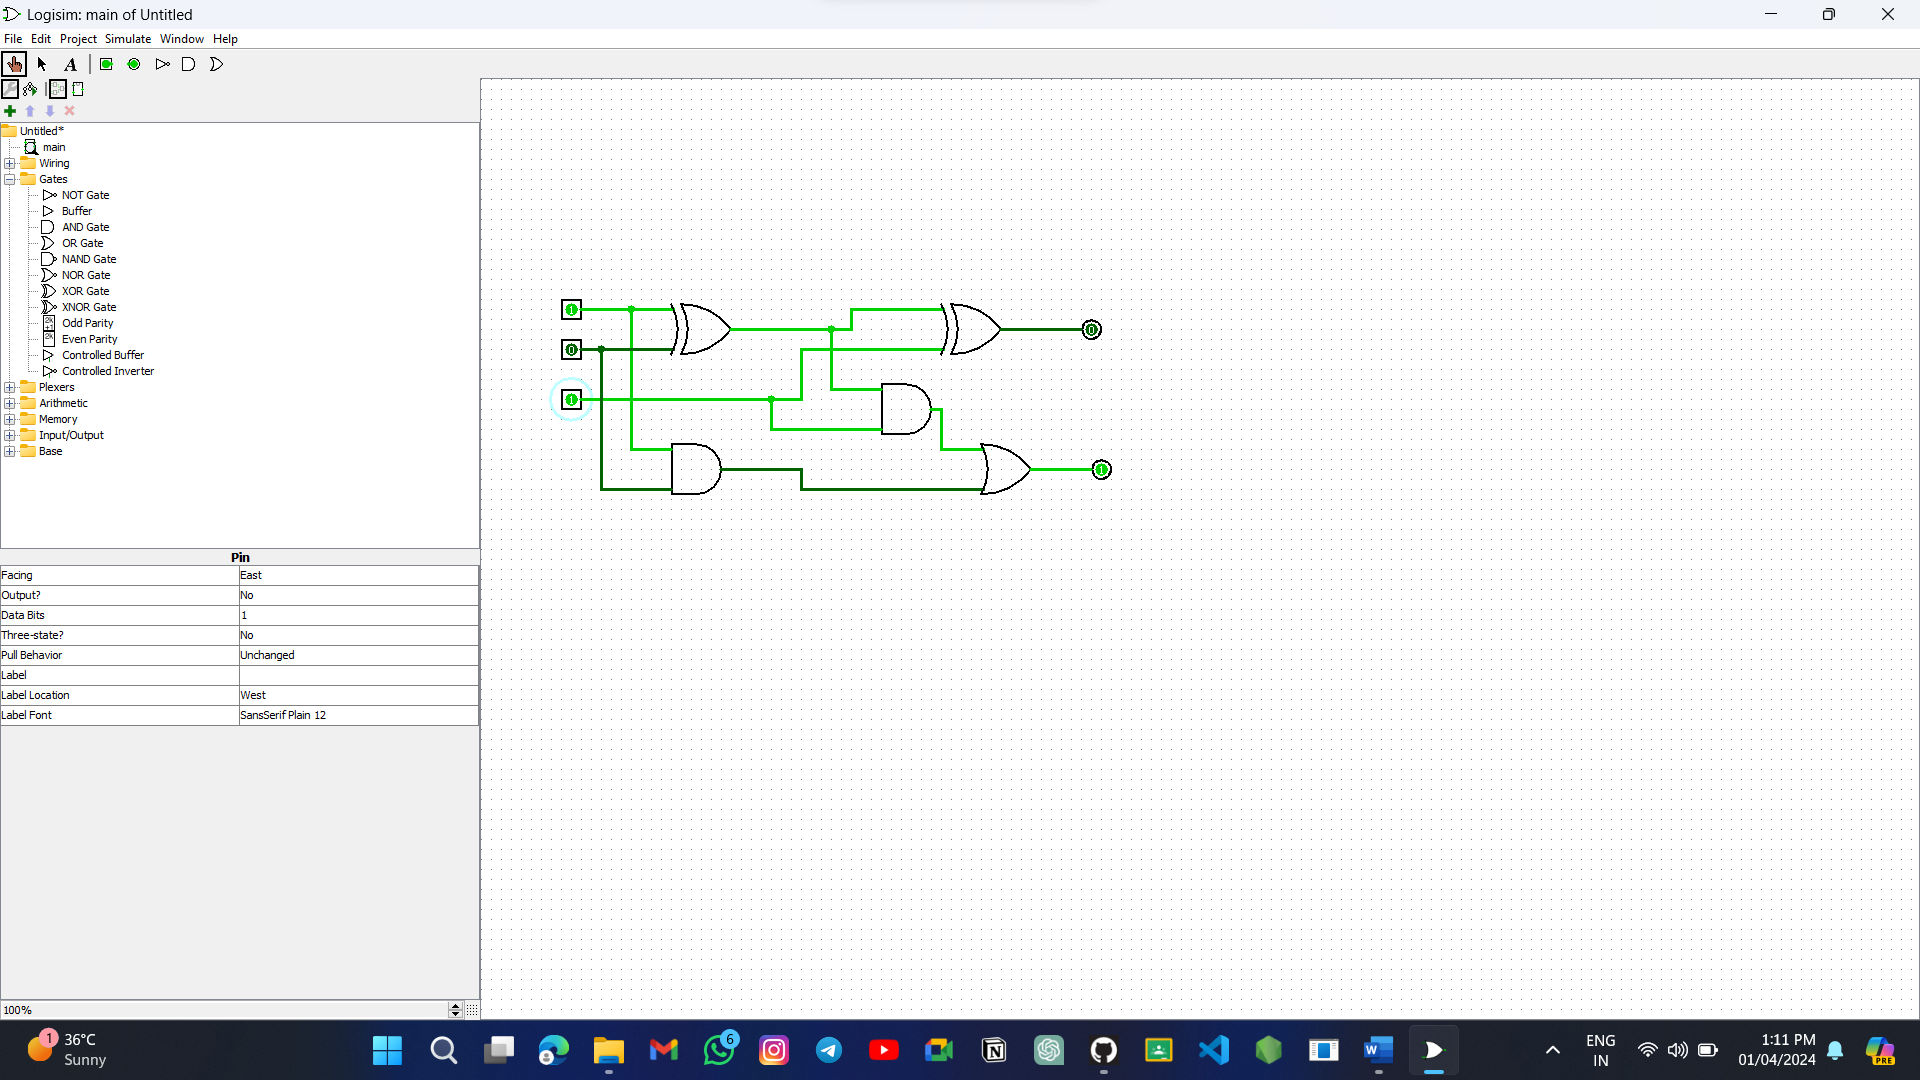 Logisim: main of Untitled
File Edit Project Simulate Window Help
A
Untitled*
main
Wiring
Gates
NOT Gate
Buffer
AND Gate
OR Gate
NAND Gate
NOR Gate
XOR Gate
XNOR Gate
Odd Parity
Even Parity
Controlled Buffer
Controlled Inverter
Plexers
Arithmetic
Memory
Input/Output
Base
1
0
1
0
1
Pin
Facing East
Output? No
Data Bits 1
Three-state? No
Pull Behavior Unchanged
Label
Label Location West
Label Font SansSerif Plain 12
100%
1
36°C
Sunny
6
W
PRE
ENG
IN
1:11 PM
01/04/2024